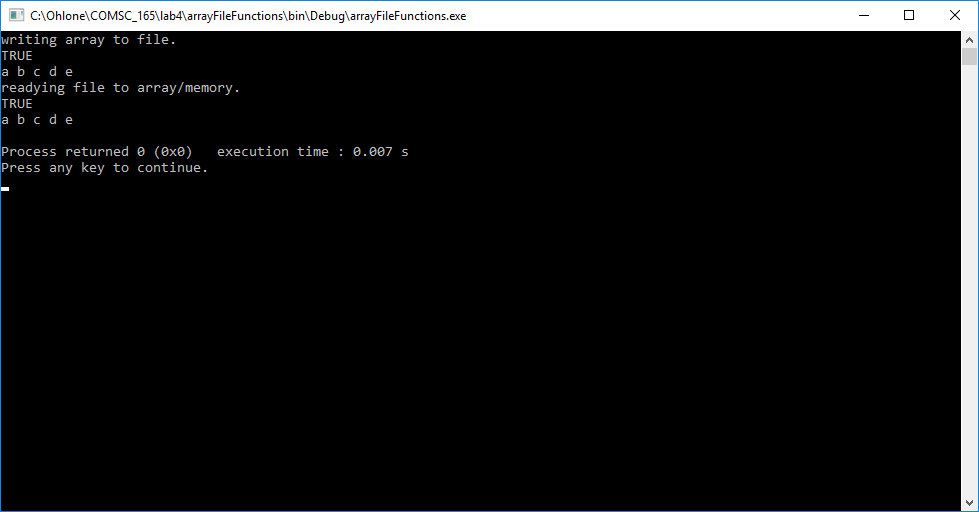 C:\Ohlone\COMSC_165\lab4\arrayFileFunctions\bin\Debug\arrayFileFunctions.exe
writing array to file.
TRUE
a b c d e
readying file to array/memory.
TRUE
a b c d e
Process returned 0 (0x0)   execution time : 0.007 s
Press any key to continue.